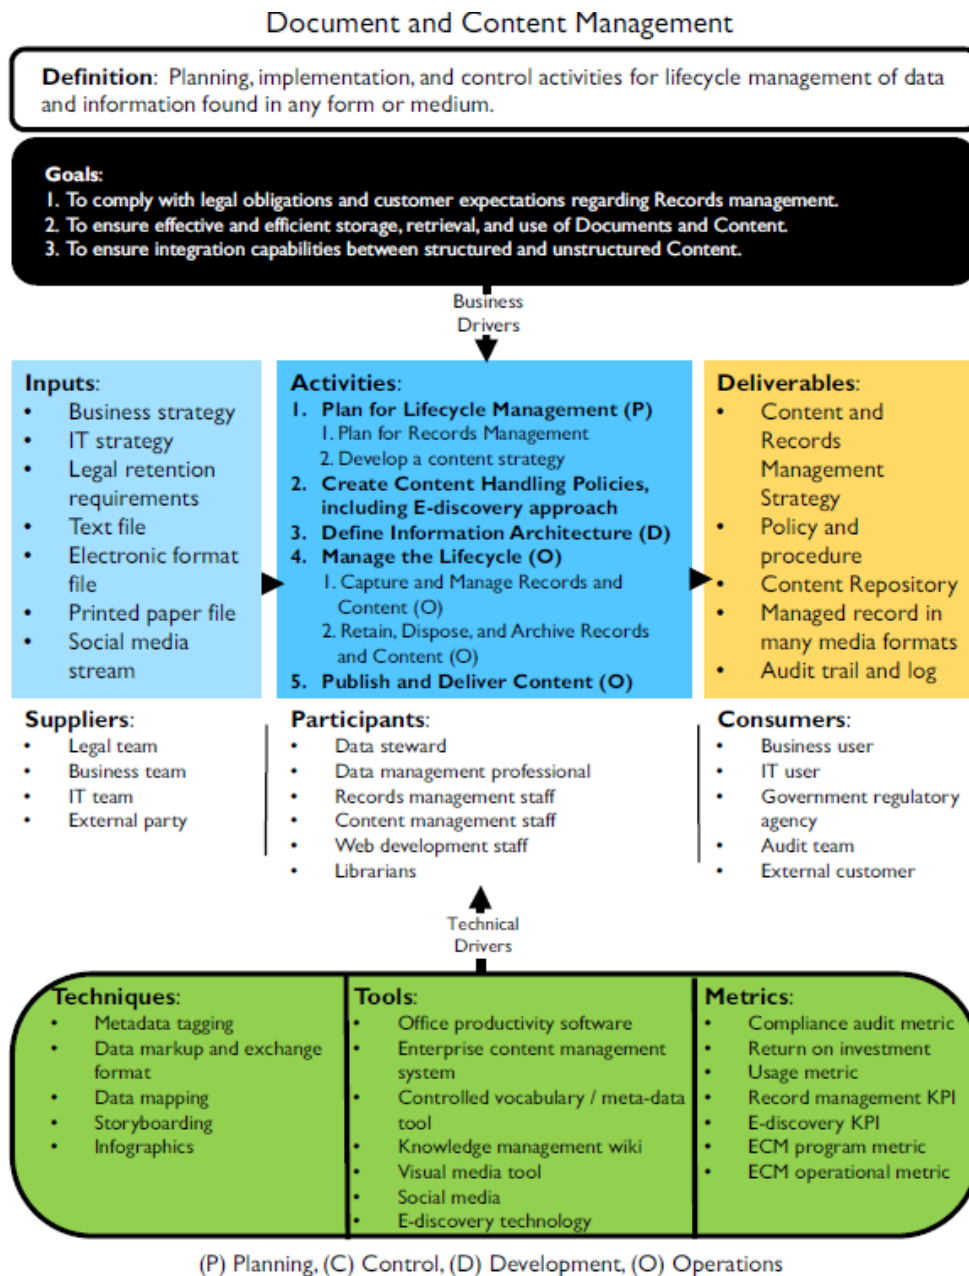 Document and Content Management
Definition: Planning, implementation, and control activities for lifecycle management of data
and information found in any form or medium.
Goals:
1. To comply with legal obligations and customer expectations regarding Records management.
2. To ensure effective and efficient storage, retrieval, and use of Documents and Content.
3. To ensure integration capabilities between structured and unstructured Content.
Business
Drivers
Inputs:
• Business strategy
• IT strategy
• Legal retention
requirements
• Text file
• Electronic format
file
• Printed paper file
• Social media
stream
Activities:
1. Plan for Lifecycle Management (P)
1. Plan for Records Management
2. Develop a content strategy
2. Create Content Handling Policies,
including E-discovery approach
3. Define Information Architecture (D)
4. Manage the Lifecycle (O)
1. Capture and Manage Records and
Content (O)
2. Retain, Dispose, and Archive Records
and Content (O)
5. Publish and Deliver Content (O)
Deliverables:
• Content and
Records
Management
Strategy
• Policy and
procedure
• Content Repository
• Managed record in
many media formats
• Audit trail and log
Suppliers:
• Legal team
• Business team
• IT team
• External party
Participants:
• Data steward
• Data management professional
• Records management staff
• Content management staff
• Web development staff
• Librarians
Consumers:
• Business user
• IT user
• Government regulatory
agency
• Audit team
• External customer
Technical
Drivers
Techniques:
• Metadata tagging
• Data markup and exchange
format
• Data mapping
• Storyboarding
• Infographics
Tools:
• Office productivity software
• Enterprise content management
system
• Controlled vocabulary / meta-data
tool
• Knowledge management wiki
• Visual media tool
• Social media
• E-discovery technology
Metrics:
• Compliance audit metric
• Return on investment
• Usage metric
• Record management KPI
• E-discovery KPI
• ECM program metric
• ECM operational metric
(P) Planning, (C) Control, (D) Development, (O) Operations